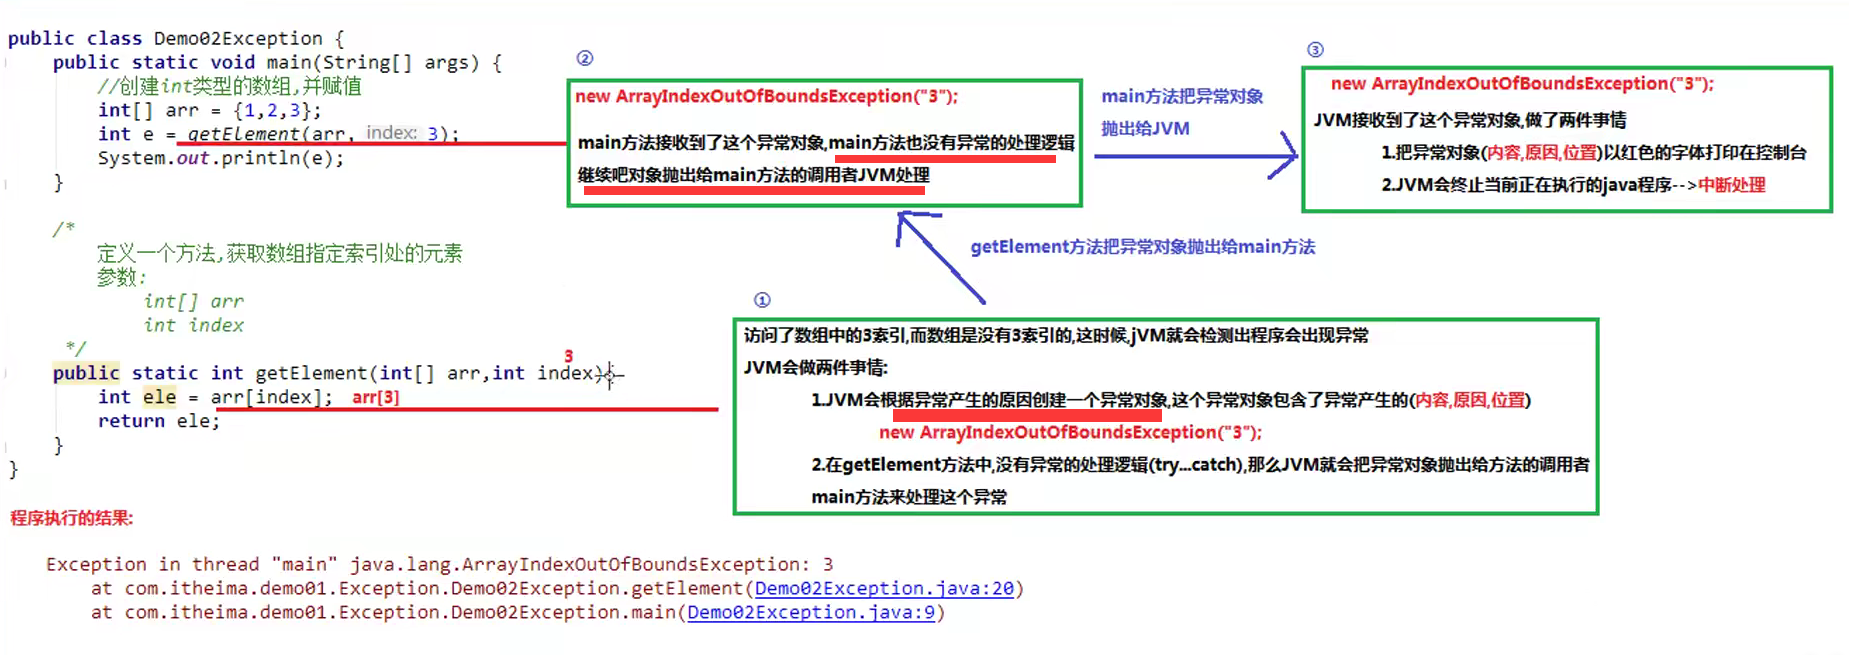 public class Demo02Exception {
public static void main(String[] args) {
//创建int类型的数组,并赋值
int[] arr = {1,2,3};
int e = getElement(arr, index: 3);
System.out.println(e);
}
/*
定义一个方法,获取数组指定索引处的元素
参数:
int[] arr
int index
*/
3
public static int getElement(int[] arr,int index)
int ele = arr[index]; arr[3]
return ele;
}
}
②
new ArrayIndexOutOfBoundsException("3");
main方法接收到了这个异常对象,main方法也没有异常的处理逻辑
继续吧对象抛出给main方法的调用者JVM处理
main方法把异常对象
抛出给JVM
③
new ArrayIndexOutOfBoundsException("3");
JVM接收到了这个异常对象,做了两件事情
1.把异常对象(内容,原因,位置)以红色的字体打印在控制台
2.JVM会终止当前正在执行的java程序-->中断处理
getElement方法把异常对象抛出给main方法
①
访问了数组中的3索引,而数组是没有3索引的,这时候,jVM就会检测出程序会出现异常
JVM会做两件事情:
1.JVM会根据异常产生的原因创建一个异常对象,这个异常对象包含了异常产生的(内容,原因,位置)
new ArrayIndexOutOfBoundsException("3");
2.在getElement方法中,没有异常的处理逻辑(try...catch),那么JVM就会把异常对象抛出给方法的调用者
main方法来处理这个异常
程序执行的结果:
Exception in thread "main" java.lang.ArrayIndexOutOfBoundsException: 3
at com.itheima.demo01.Exception.Demo02Exception.getElement(Demo02Exception.java:20)
at com.itheima.demo01.Exception.Demo02Exception.main(Demo02Exception.java:9)